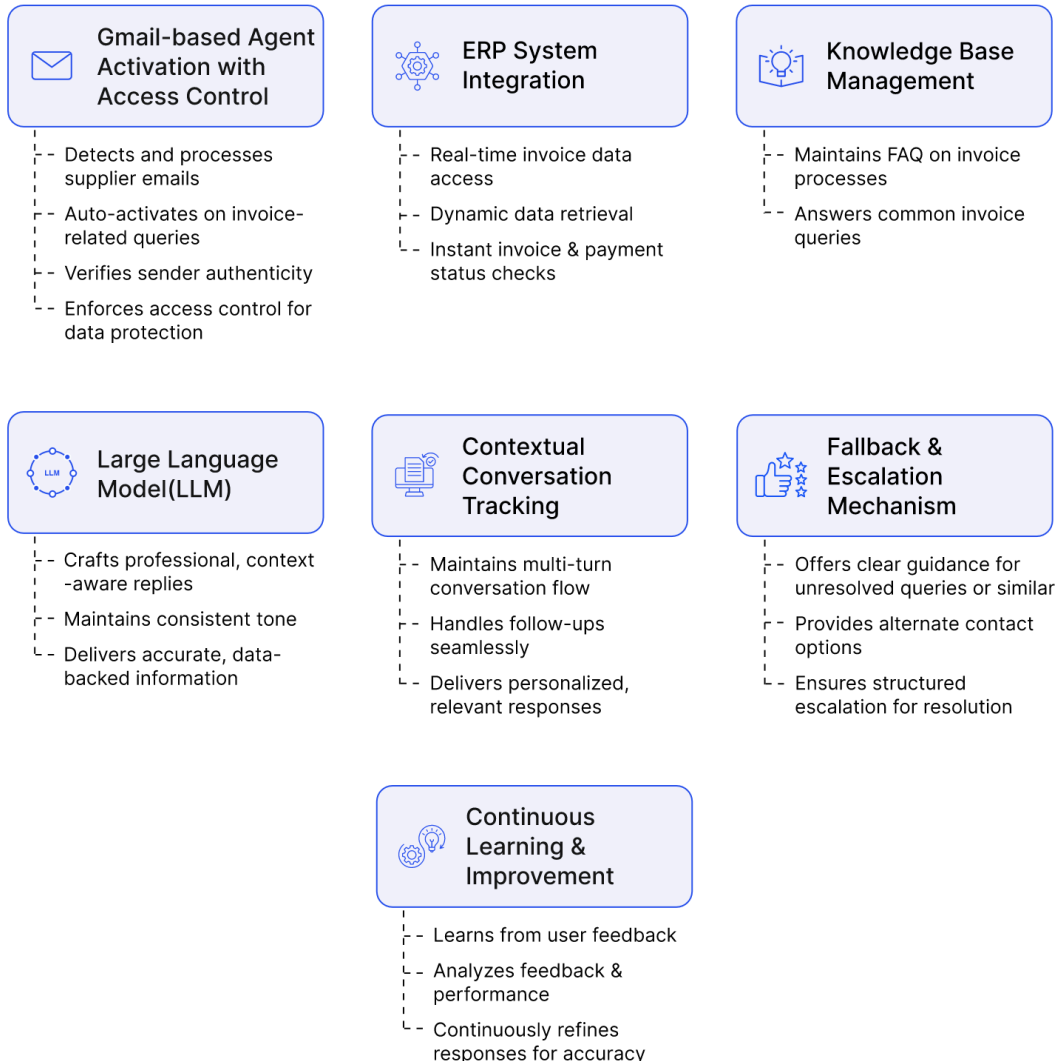 Gmail-based Agent
Activation with
Access Control
Detects and processes
supplier emails
Auto-activates on invoice-
related queries
Verifies sender authenticity
Enforces access control for
data protection
ERP System
Integration
Real-time invoice data
access
Dynamic data retrieval
Instant invoice & payment
status checks
Knowledge Base
Management
Maintains FAQ on invoice
processes
Answers common invoice
queries
LLM
Large Language
Model(LLM)
Crafts professional, context
-aware replies
Maintains consistent tone
Delivers accurate, data-
backed information
Contextual
Conversation
Tracking
Maintains multi-turn
conversation flow
Handles follow-ups
seamlessly
Delivers personalized,
relevant responses
Fallback &
Escalation
Mechanism
Offers clear guidance for
unresolved queries or similar
Provides alternate contact
options
Ensures structured
escalation for resolution
Continuous
Learning &
Improvement
Learns from user feedback
Analyzes feedback &
performance
Continuously refines
responses for accuracy